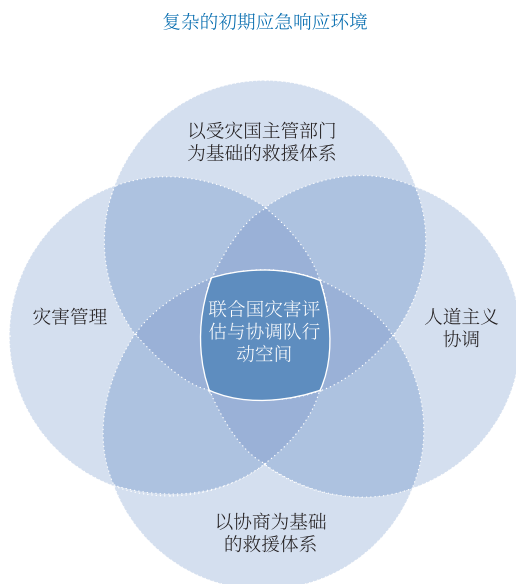 复杂的初期应急响应环境
以受灾国主管部门
为基础的救援体系
灾害管理
联合国灾害评
估与协调队行
动空间
人道主义
协调
以协商为基础
的救援体系